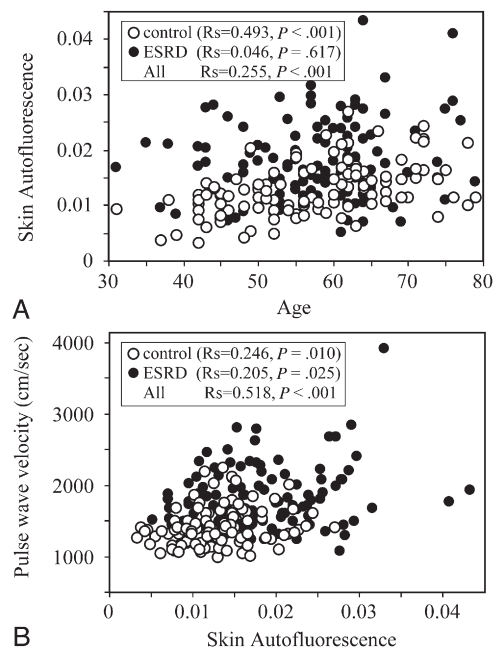 0.04
0.03
0.02
0.01
0
Skin Autofluorescence
control (Rs=0.493, P < .001)
ESRD (Rs=0.046, P = .617)
All Rs=0.255, P < .001
30 40 50 60 70 80
Age
A
4000
3000
2000
1000
Pulse wave velocity (cm/sec)
control (Rs=0.246, P = .010)
ESRD (Rs=0.205, P = .025)
All Rs=0.518, P < .001
0 0.01 0.02 0.03 0.04
Skin Autofluorescence
B